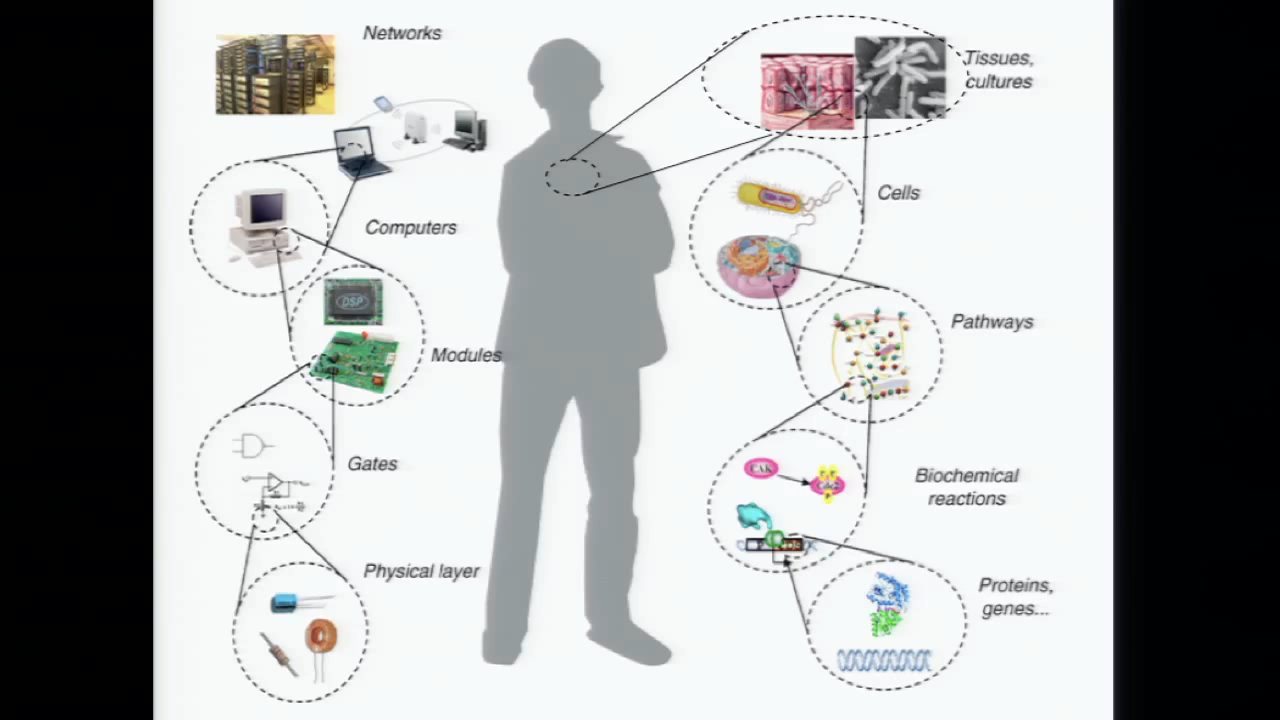 Networks
Computers
DSP
Modules
Gates
Physical layer
Tissues,
cultures
Cells
Pathways
CAK
Biochemical
reactions
Proteins,
genes...